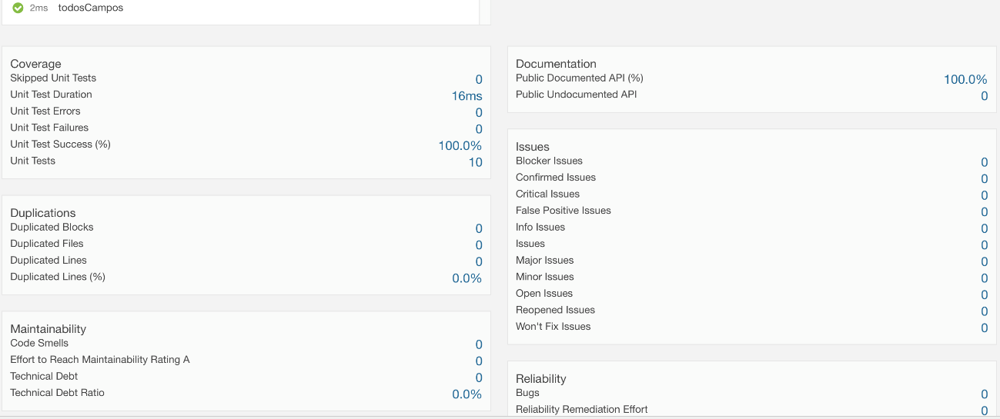 2ms todosCampos
Coverage
Skipped Unit Tests 0
Unit Test Duration 16ms
Unit Test Errors 0
Unit Test Failures 0
Unit Test Success (%) 100.0%
Unit Tests 10
Duplications
Duplicated Blocks 0
Duplicated Files 0
Duplicated Lines 0
Duplicated Lines (%) 0.0%
Maintainability
Code Smells 0
Effort to Reach Maintainability Rating A 0
Technical Debt 0
Technical Debt Ratio 0.0%
Documentation
Public Documented API (%) 100.0%
Public Undocumented API 0
Issues
Blocker Issues 0
Confirmed Issues 0
Critical Issues 0
False Positive Issues 0
Info Issues 0
Issues 0
Major Issues 0
Minor Issues 0
Open Issues 0
Reopened Issues 0
Won't Fix Issues 0
Reliability
Bugs 0
Reliability Remediation Effort 0